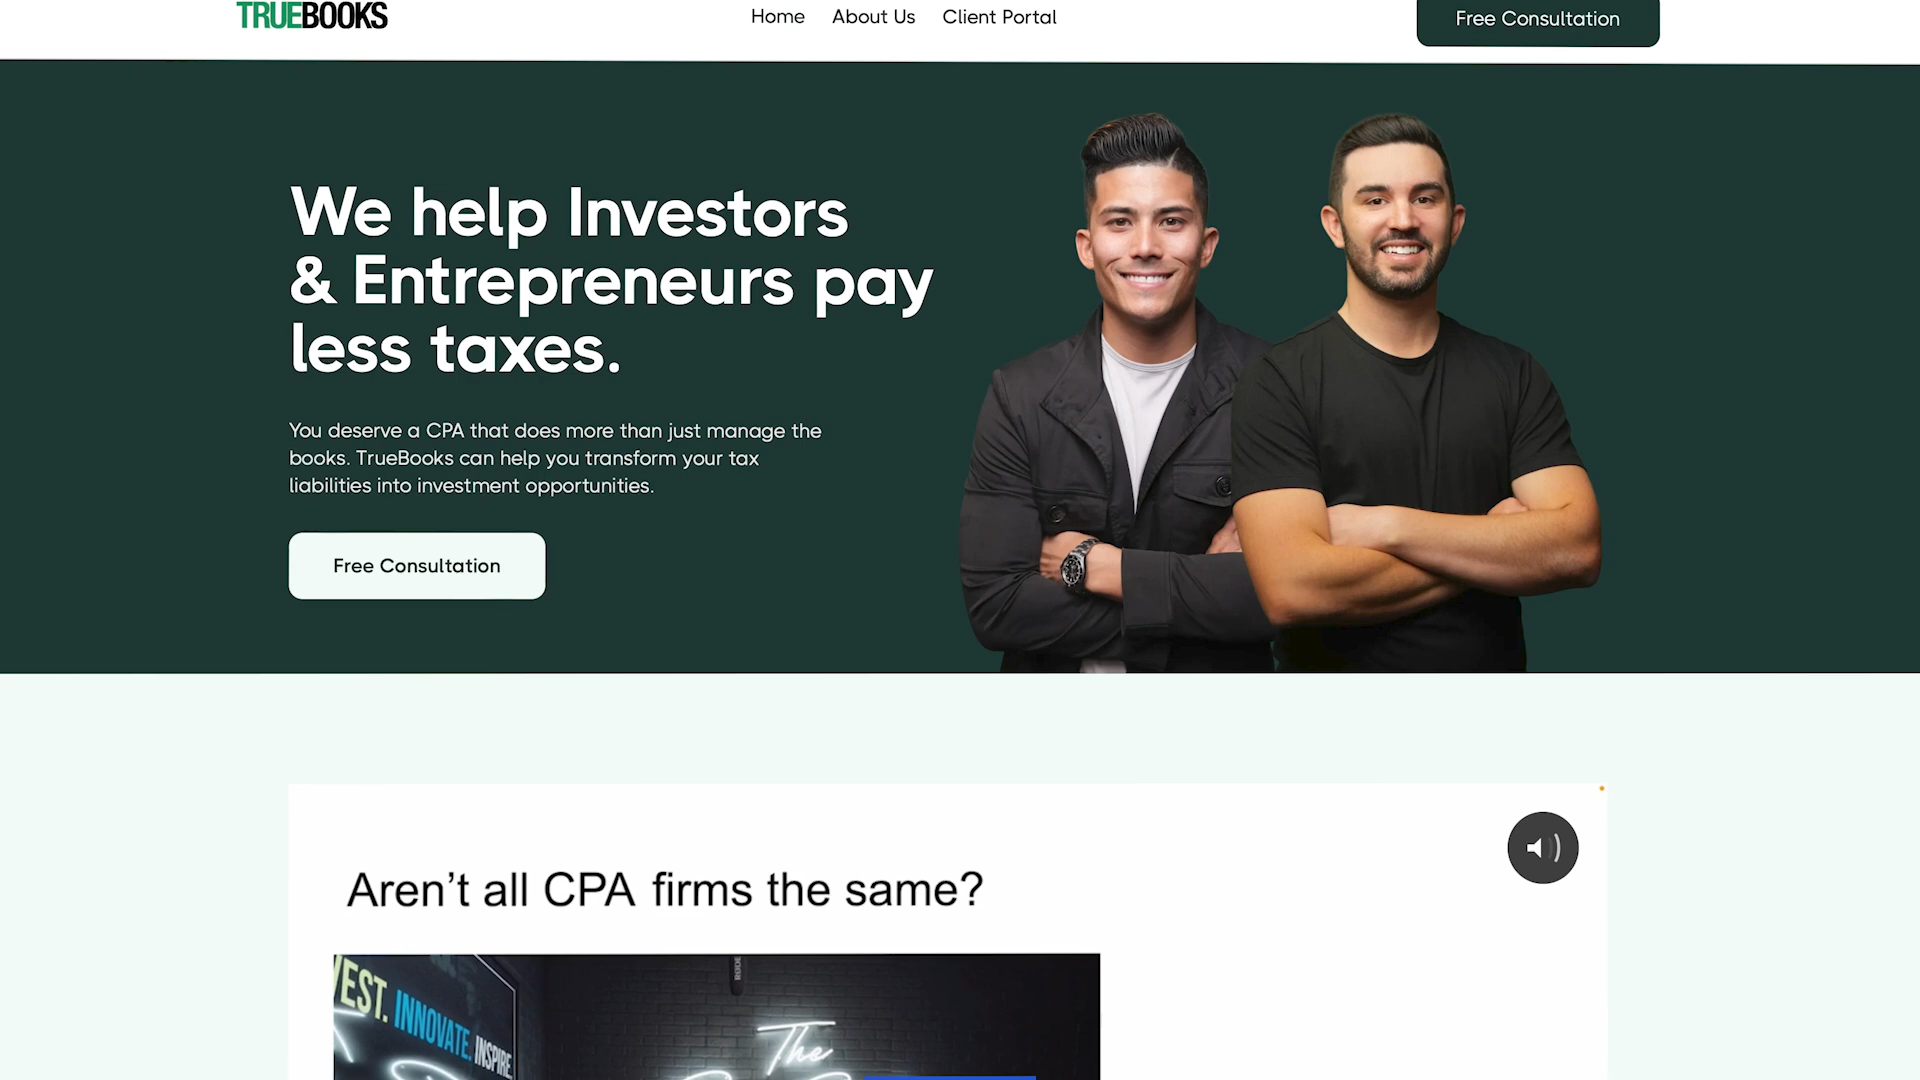 TRUEBOOKS
Home
About Us
Client Portal
Free Consultation
We help Investors
& Entrepreneurs pay
less taxes.
You deserve a CPA that does more than just manage the
books. TrueBooks can help you transform your tax
liabilities into investment opportunities.
Free Consultation
Aren’t all CPA firms the same?
RODE
INNOVATE.
INSPIRE.
The